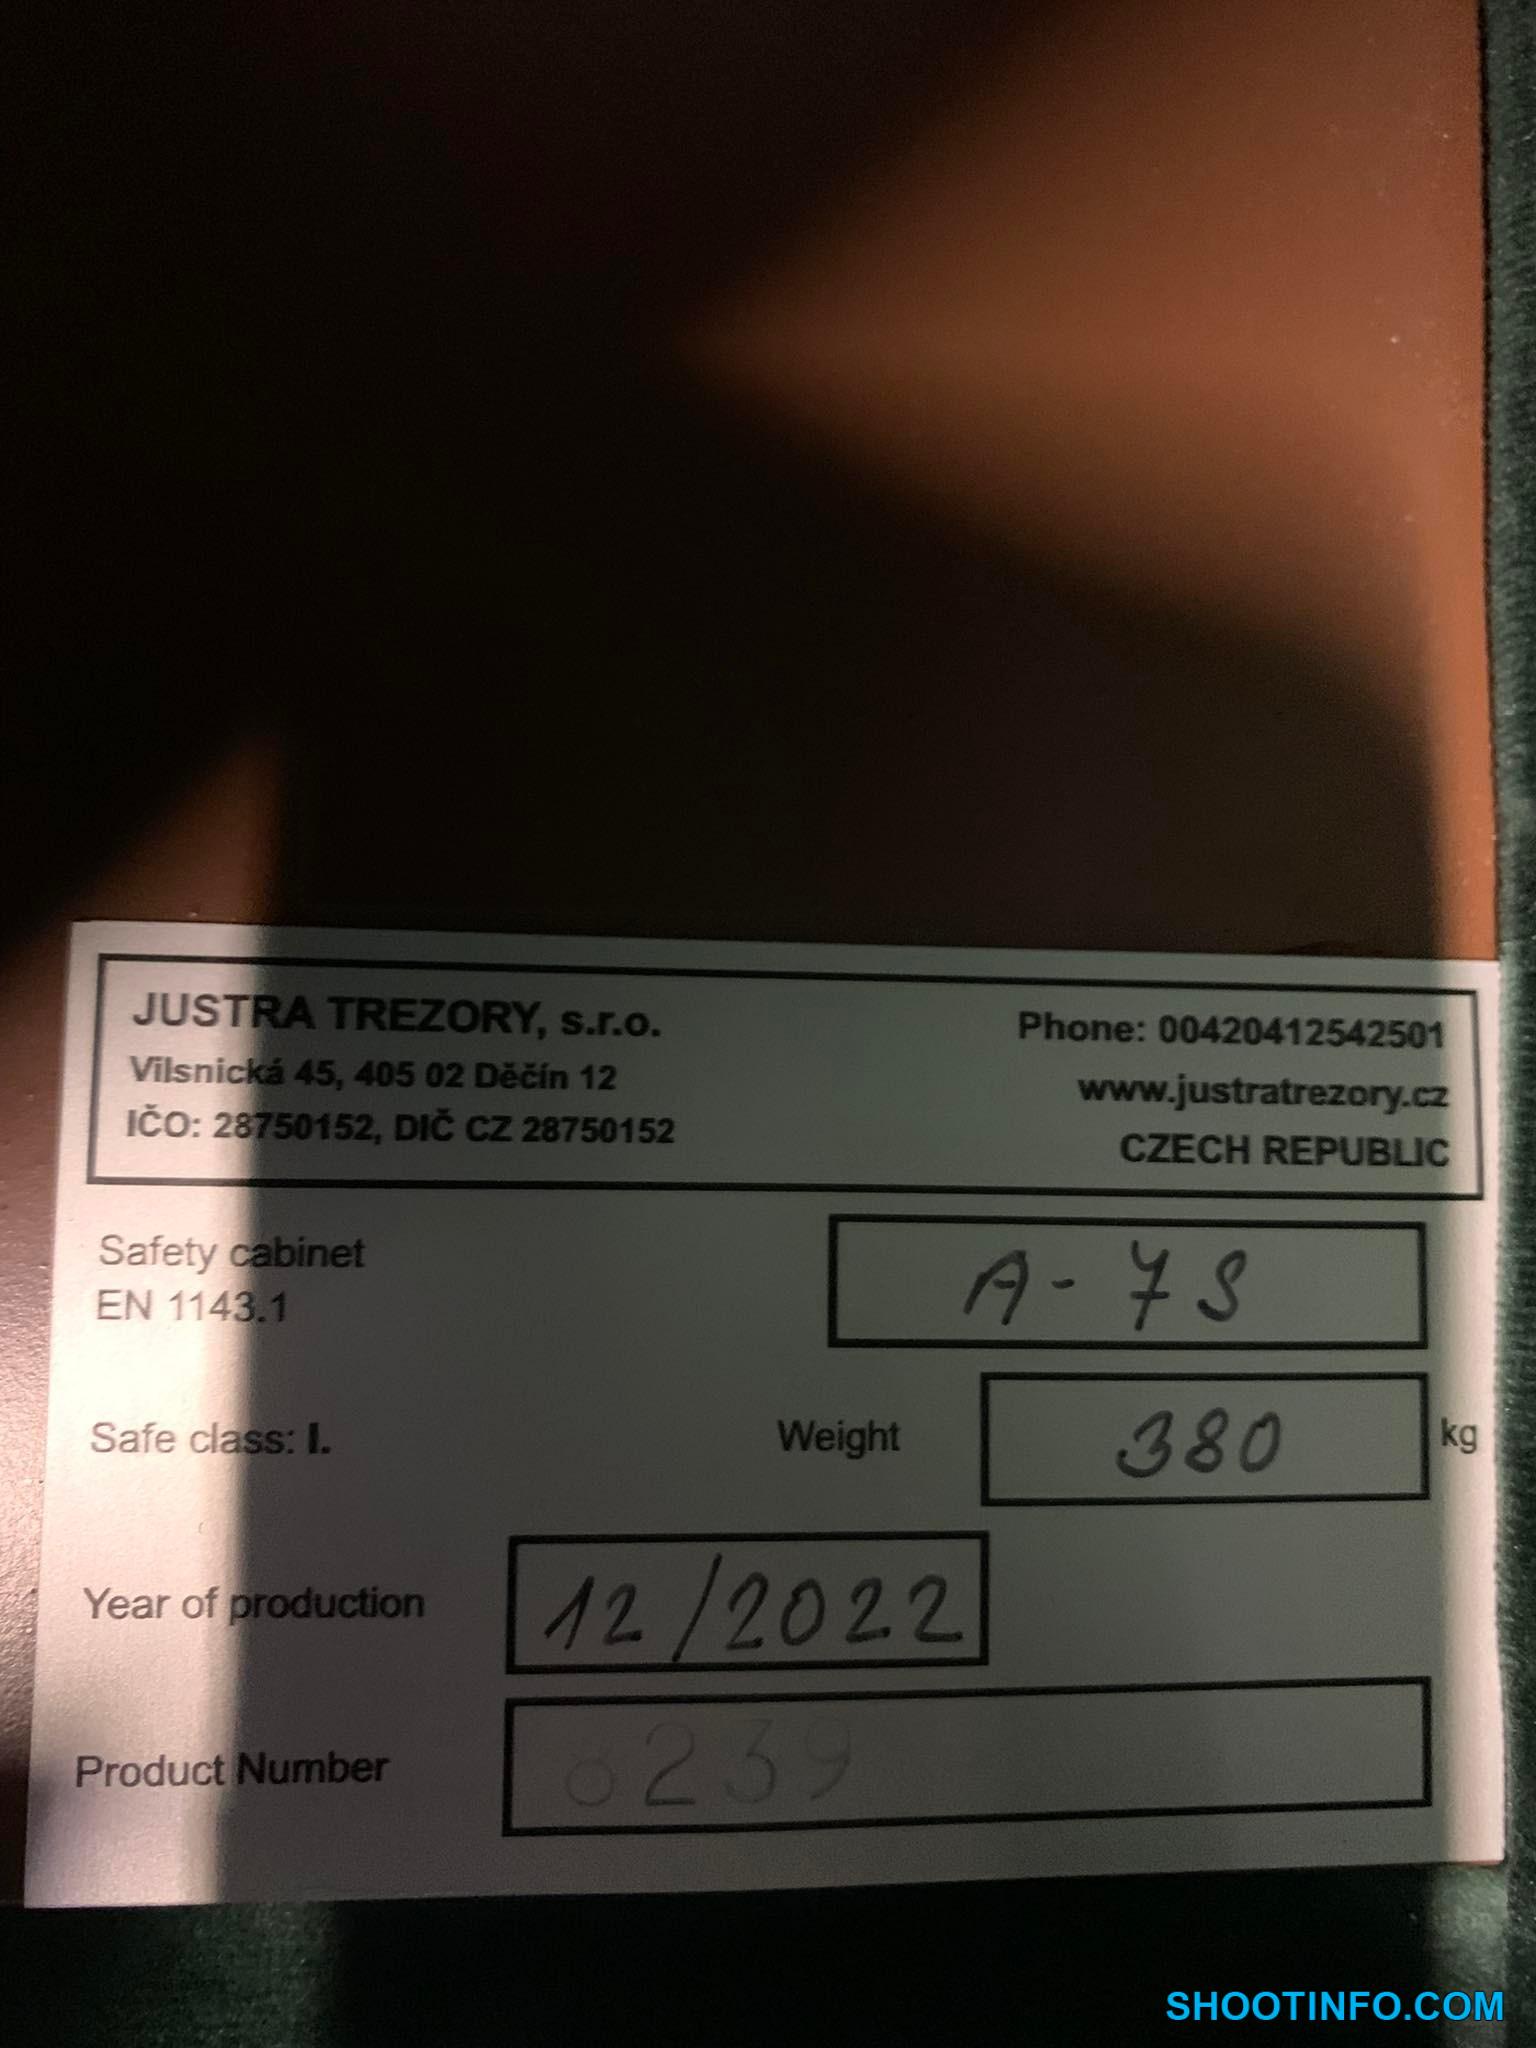 JUSTRA TREZORY, s.r.o.
Phone: 00420412542501
Vilsnická 45, 405 02 Děčín 12
www.justratrezory.cz
IČO: 28750152, DIČ CZ 28750152
CZECH REPUBLIC
Safety cabinet
EN 1143.1
A-7S
Safe class: I.
Weight 380 kg
Year of production 12/2022
Product Number
SHOOTINFO.COM